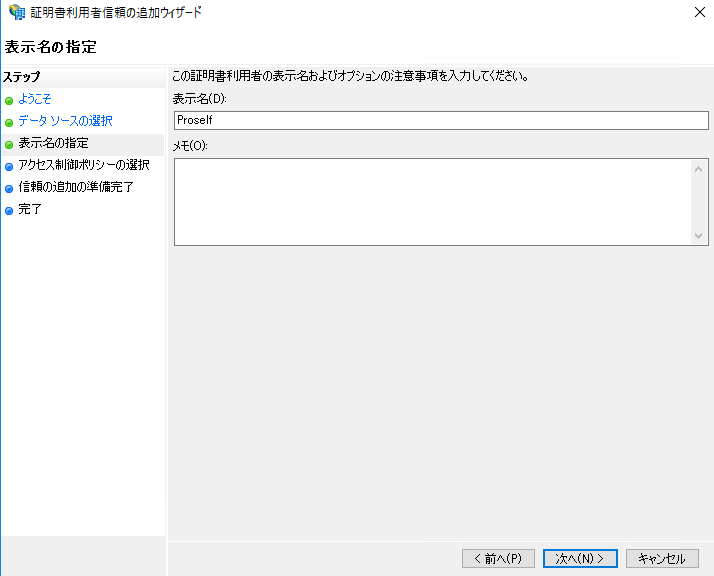 証明書利用者信頼の追加ウィザード
表示名の指定
ステップ
ようこそ
データ ソースの選択
表示名の指定
アクセス制御ポリシーの選択
信頼の追加の準備完了
完了
この証明書利用者の表示名およびオプションの注意事項を入力してください。
表示名(D):
Proself
メモ(O):
< 前へ(P)
次へ(N) >
キャンセル